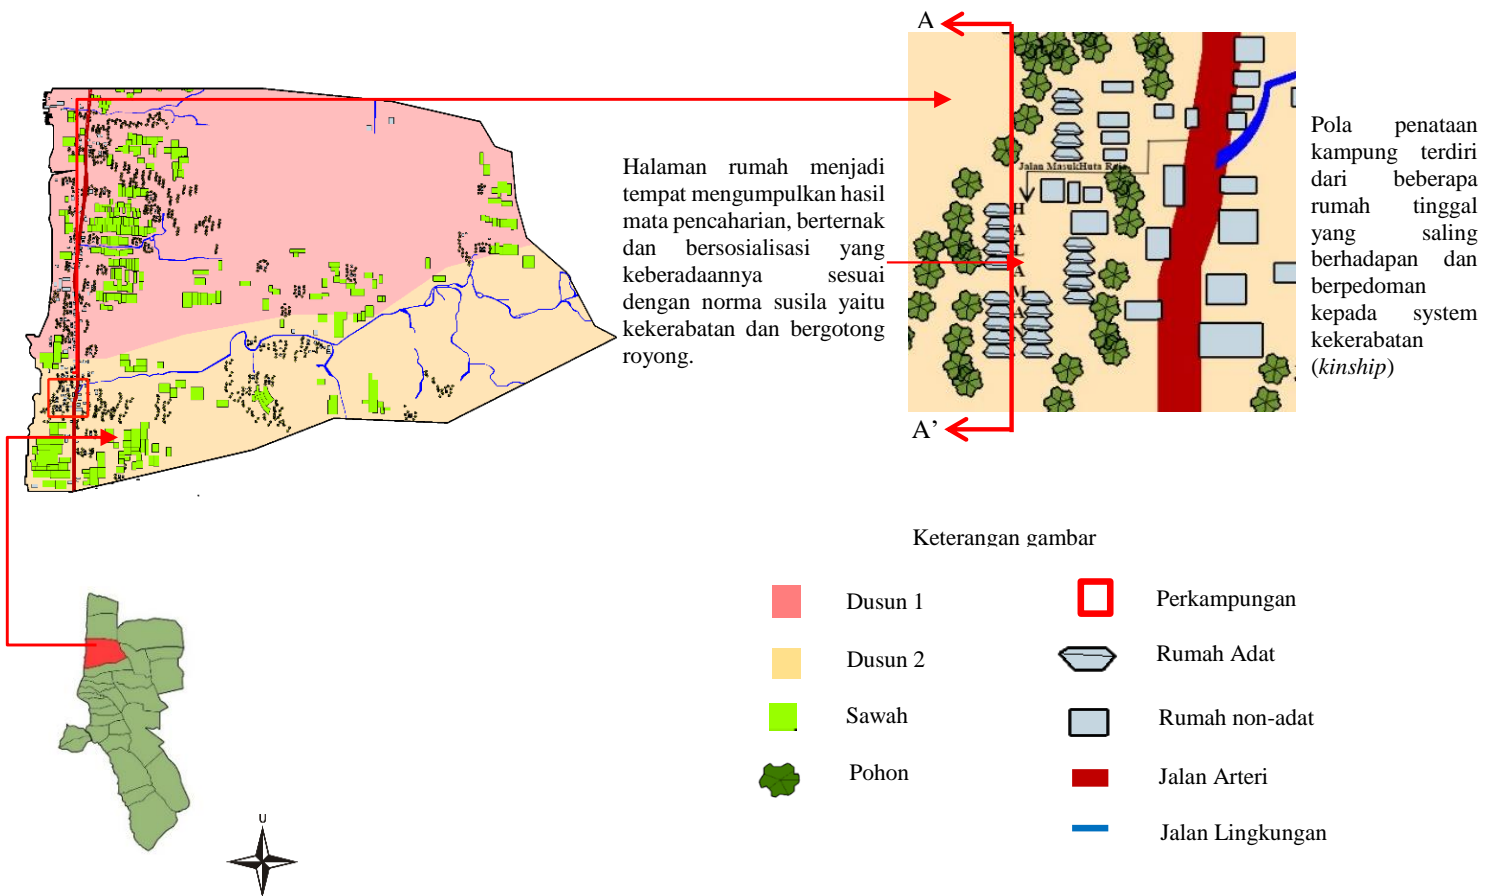 A
Halaman rumah menjadi
tempat mengumpulkan hasil
mata pencaharian, berternak
dan bersosialisasi yang
keberadaannya sesuai
dengan norma susila yaitu
kekerabatan dan bergotong
royong.
Jalan MasukHuta Raja
HALAMAN
A’
Pola penataan
kampung terdiri
dari beberapa
rumah tinggal
yang saling
berhadapan dan
berpedoman
kepada system
kekerabatan
(kinship)
Keterangan gambar
Dusun 1
Dusun 2
Sawah
Pohon
Perkampungan
Rumah Adat
Rumah non-adat
Jalan Arteri
Jalan Lingkungan
U